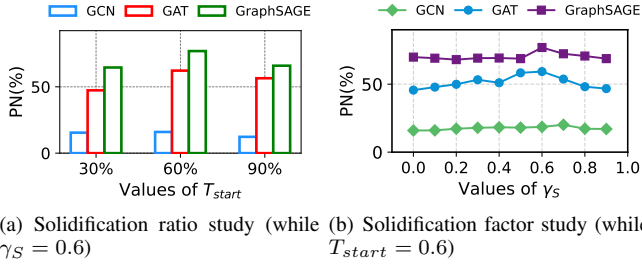 GCN GAT GraphSAGE
PN(%)
50
0
30% 60% 90%
Values of T_start
(a) Solidification ratio study (while
γ_S = 0.6)
GCN GAT GraphSAGE
PN(%)
50
0
0.0 0.2 0.4 0.6 0.8 1.0
Values of γ_S
(b) Solidification factor study (while
T_start = 0.6)